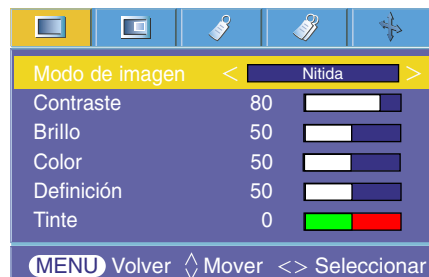 Modo de imagen < Nitida >
Contraste 80
Brillo 50
Color 50
Definición 50
Tinte 0
MENU Volver Mover <> Seleccionar